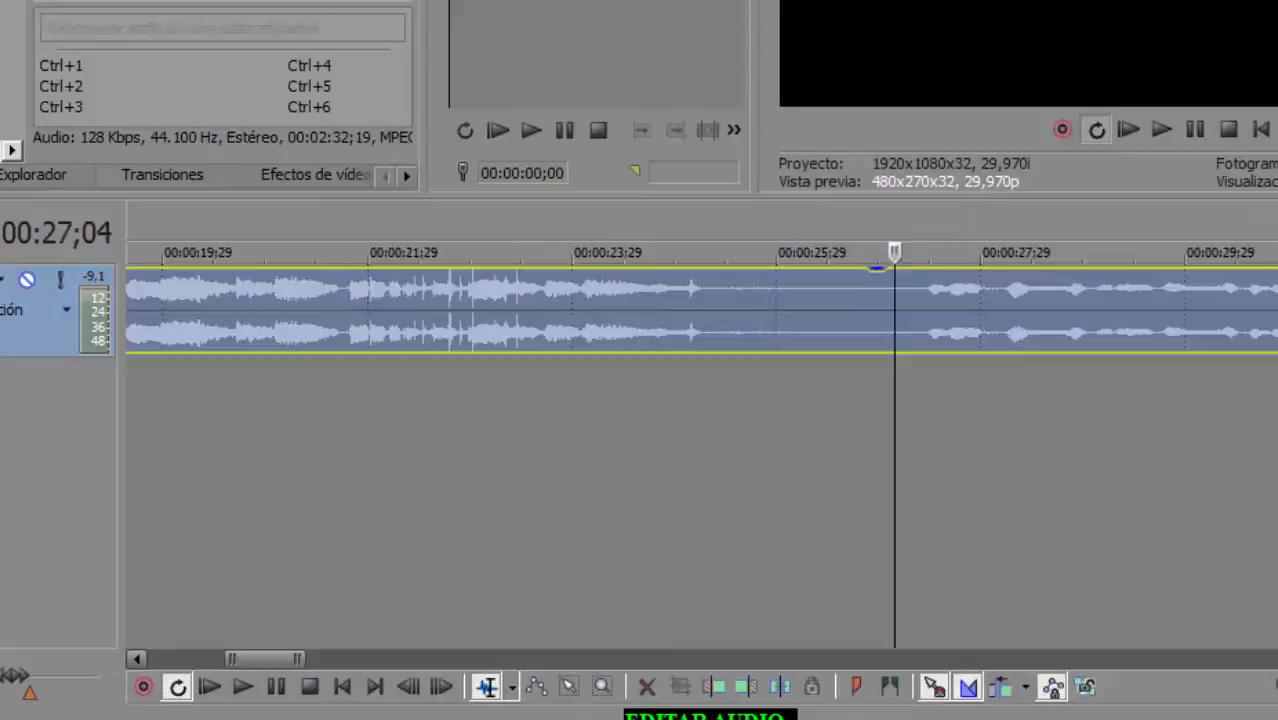 Ctrl+1 Ctrl+4
Ctrl+2 Ctrl+5
Ctrl+3 Ctrl+6
Audio: 128 Kbps, 44.100 Hz, Estéreo, 00:02:32;19, MPEG
Explorador Transiciones Efectos de víde
00:00:00;00
Proyecto: 1920x1080x32, 29,970i Fotogram
Vista previa: 480x270x32, 29,970p Visualizac
00:27;04
00:00:19;29 00:00:21;29 00:00:23;29 00:00:25;29 00:00:27;29 00:00:29;29
-9,1
12
24
ción
36
48
EDITAR AUDIO